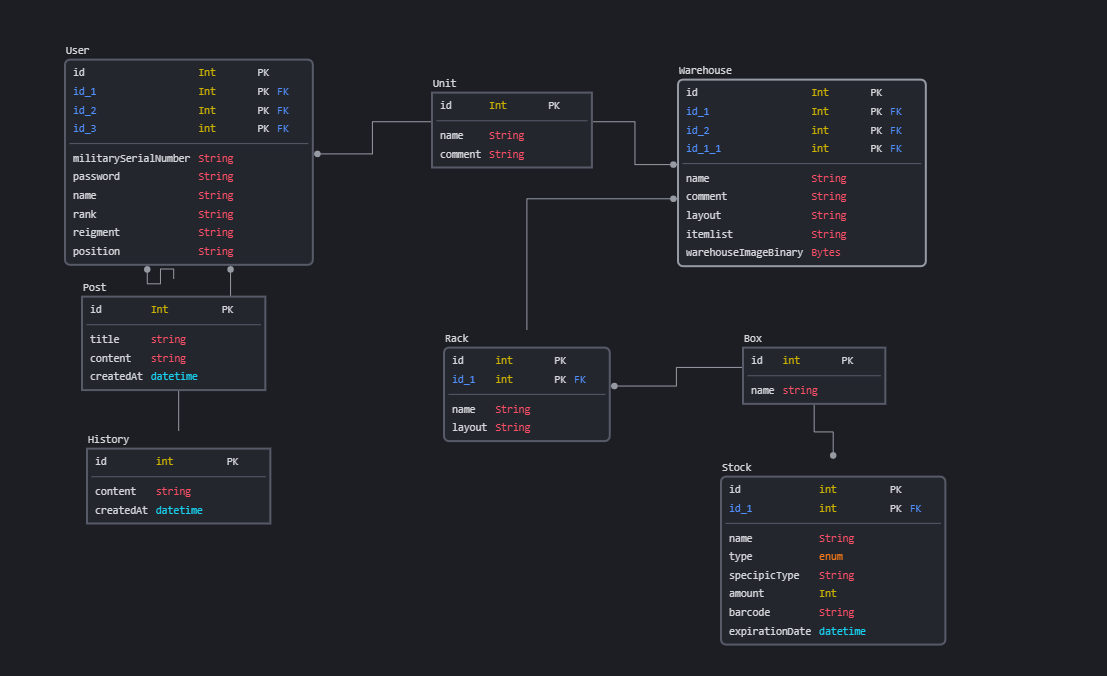 User
id Int PK
id_1 Int PK FK
id_2 Int PK FK
id_3 int PK FK
militarySerialNumber String
password String
name String
rank String
reigment String
position String
Unit
id Int PK
name String
comment String
Warehouse
id Int PK
id_1 Int PK FK
id_2 int PK FK
id_1_1 int PK FK
name String
comment String
layout String
itemlist String
warehouseImageBinary Bytes
Post
id Int PK
title string
content string
createdAt datetime
Rack
id int PK
id_1 int PK FK
name String
layout String
Box
id int PK
name string
History
id int PK
content string
createdAt datetime
Stock
id int PK
id_1 int PK FK
name String
type enum
specipicType String
amount Int
barcode String
expirationDate datetime